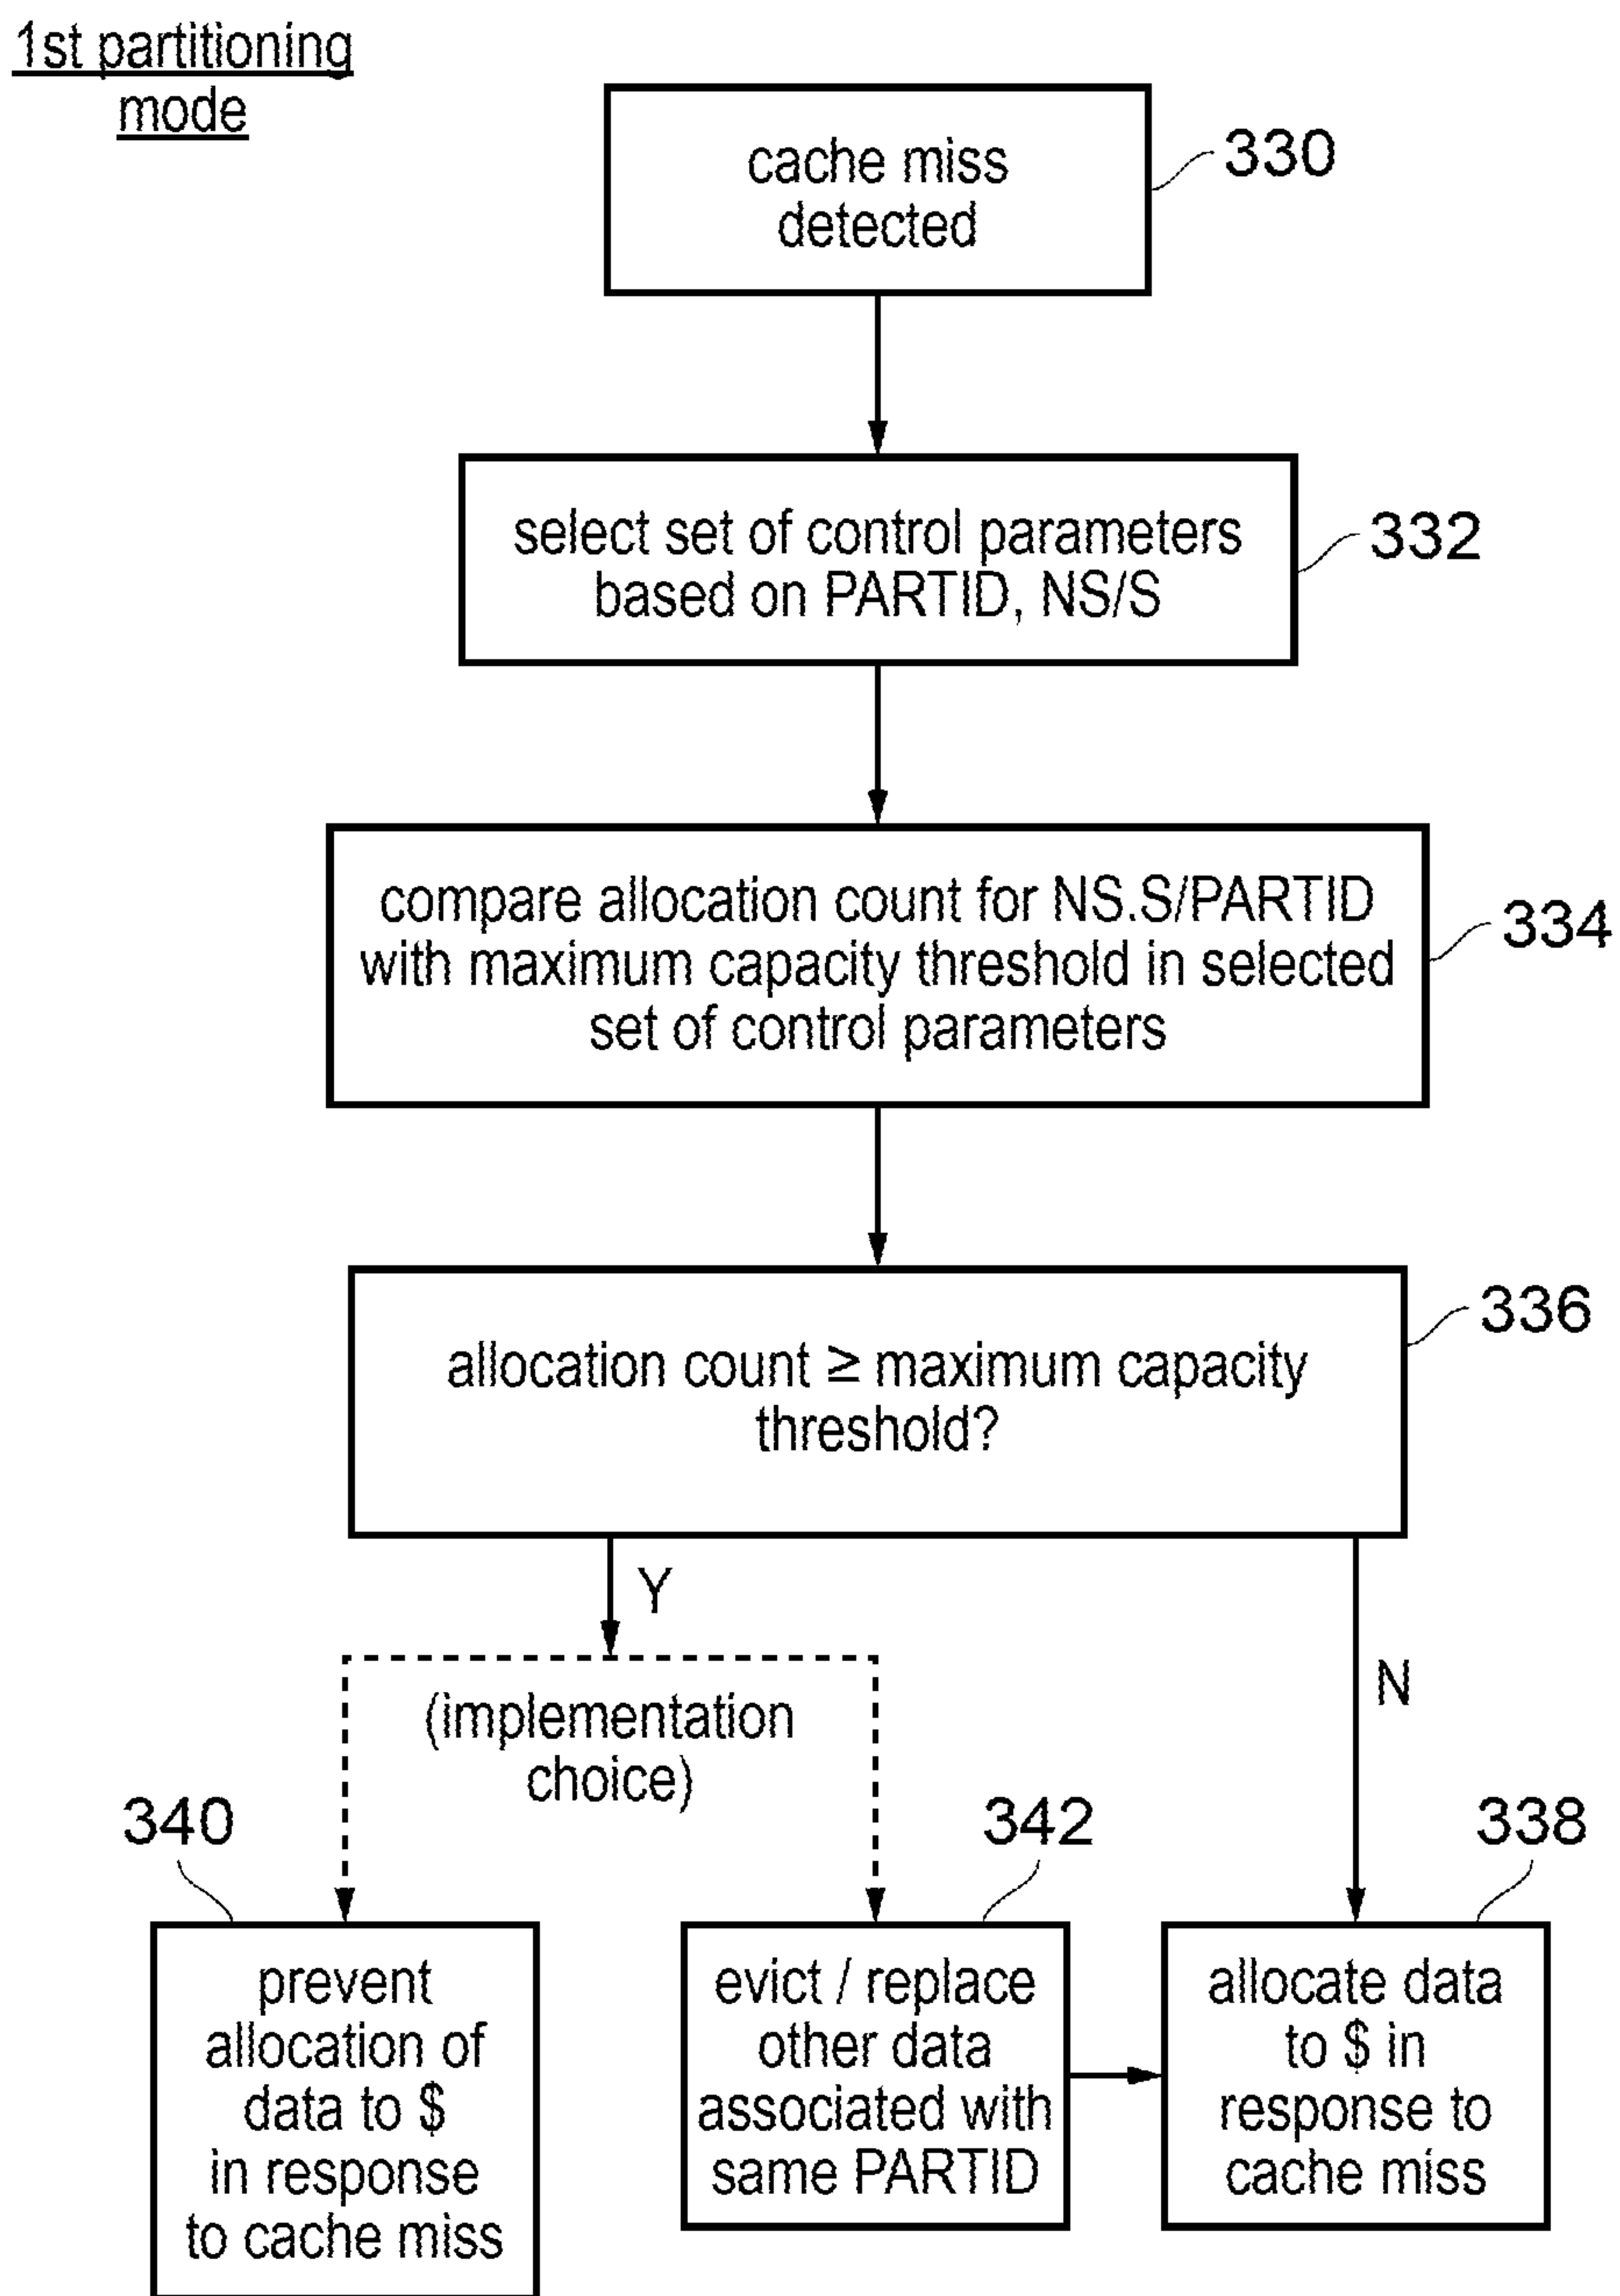 1st partitioning
mode
cache miss
detected
330
select set of control parameters
based on PARTID, NS/S
332
compare allocation count for NS.S/PARTID
with maximum capacity threshold in selected
set of control parameters
334
allocation count ≥ maximum capacity
threshold?
336
Y
N
(implementation
choice)
340
342
338
prevent
allocation of
data to $
in response
to cache miss
evict / replace
other data
associated with
same PARTID
allocate data
to $ in
response to
cache miss